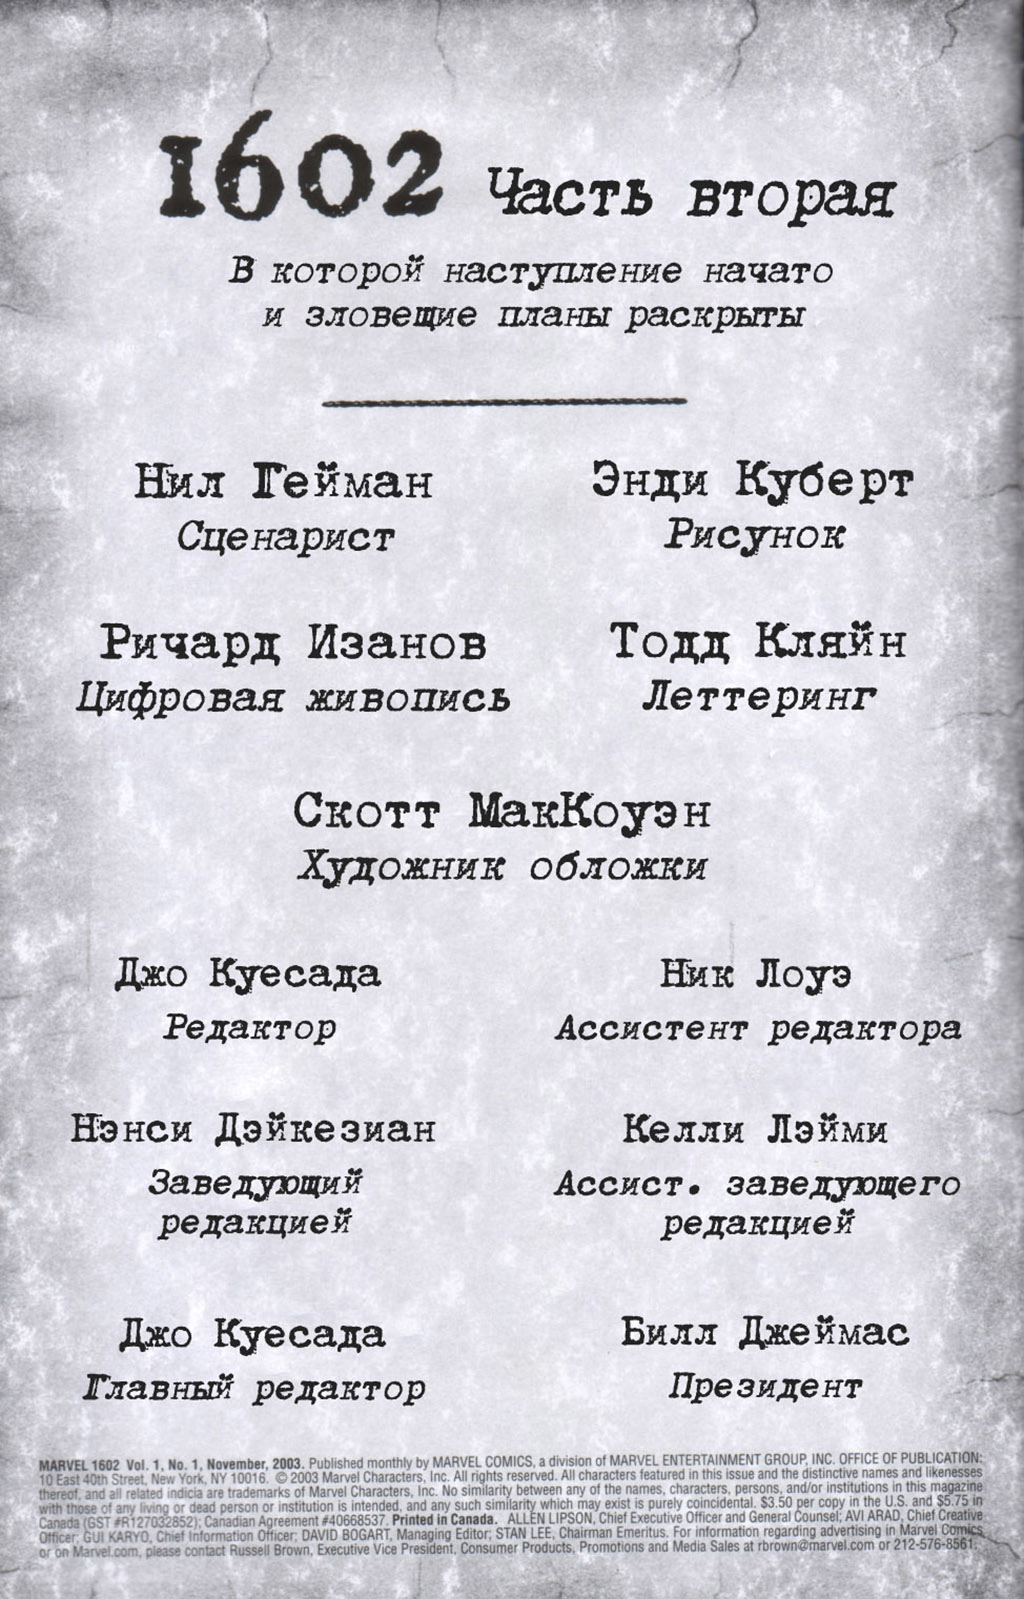 1602 Часть вторая
В которой наступление начато
и зловещие планы раскрыты
Нил Гейман
Сценарист
Энди Куберт
Рисунок
Ричард Изанов
Цифровая живопись
Тодд Кляйн
Леттеринг
Скотт МакКоуэн
Художник обложки
Джо Куесада
Редактор
Ник Лоуэ
Ассистент редактора
Нэнси Дэйкезиан
Заведующий
редакцией
Келли Лэйми
Ассист. заведующего
редакцией
Джо Куесада
Главный редактор
Билл Джеймас
Президент
MARVEL 1602 Vol. 1, No. 1, November, 2003. Published monthly by MARVEL COMICS, a division of MARVEL ENTERTAINMENT GROUP, INC. OFFICE OF PUBLICATION:
10 East 40th Street, New York, NY 10016. © 2003 Marvel Characters, Inc. All rights reserved. All characters featured in this issue and the distinctive names and likenesses
thereof, and all related indicia are trademarks of Marvel Characters, Inc. No similarity between any of the names, characters, persons, and/or institutions in this magazine
with those of any living or dead person or institution is intended, and any such similarity which may exist is purely coincidental. $3.50 per copy in the U.S. and $5.75 in
Canada (GST #R127032852); Canadian Agreement #40668537. Printed in Canada. ALLEN LIPSON, Chief Executive Officer and General Counsel; AVI ARAD, Chief Creative
Officer; GUI KARYO, Chief Information Officer; DAVID BOGART, Managing Editor; STAN LEE, Chairman Emeritus. For information regarding advertising in Marvel Comics
or on Marvel.com, please contact Russell Brown, Executive Vice President, Consumer Products, Promotions and Media Sales at rbrown@marvel.com or 212-576-8561.